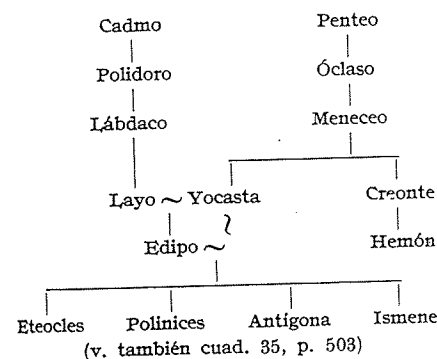 Cadmo Penteo
Polidoro Óclaso
Lábdaco Meneceo
Layo ~ Yocasta Creonte
Edipo ~ Hemón
Eteocles Polinices Antígona Ismene
(v. también cuad. 35, p. 503)